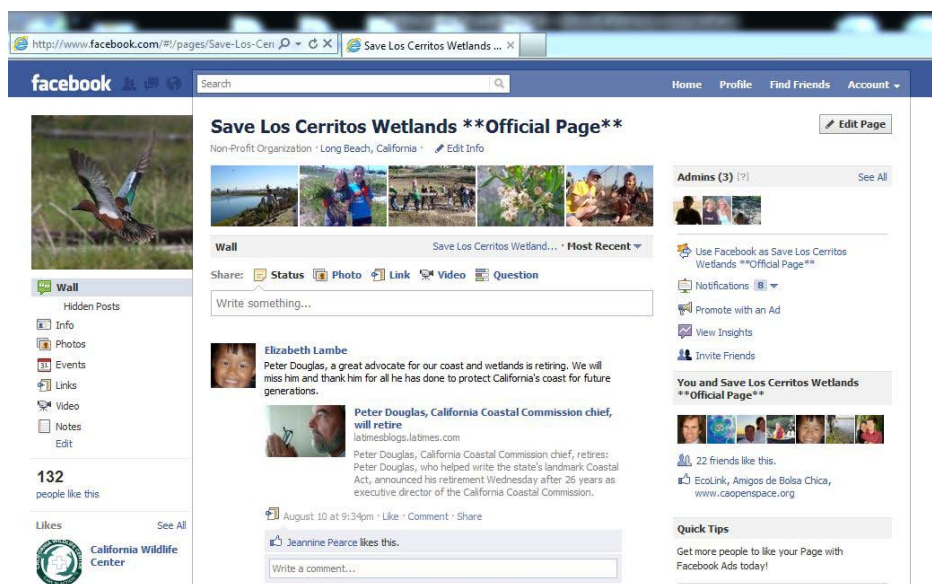 http://www.facebook.com/#!/pages/Save-Los-Cerr
Save Los Cerritos Wetlands ...
facebook
Search
Home Profile Find Friends Account
Save Los Cerritos Wetlands **Official Page**
Edit Page
Non-Profit Organization · Long Beach, California · Edit Info
Wall
Hidden Posts
Info
Photos
Events
Links
Video
Notes
Edit
132
people like this
Likes See All
California Wildlife
Center
Wall Save Los Cerritos Wetland... · Most Recent
Share: Status Photo Link Video Question
Write something...
Elizabeth Lambe
Peter Douglas, a great advocate for our coast and wetlands is retiring. We will
miss him and thank him for all he has done to protect California's coast for future
generations.
Peter Douglas, California Coastal Commission chief,
will retire
latimesblogs.latimes.com
Peter Douglas, California Coastal Commission chief, retires:
Peter Douglas, who helped write the state's landmark Coastal
Act, announced his retirement Wednesday after 26 years as
executive director of the California Coastal Commission.
August 10 at 9:34pm · Like · Comment · Share
Jeannine Pearce likes this.
Write a comment...
Admins (3) [?] See All
Use Facebook as Save Los Cerritos
Wetlands **Official Page**
Notifications 8
Promote with an Ad
View Insights
Invite Friends
You and Save Los Cerritos Wetlands
**Official Page**
22 friends like this.
EcoLink, Amigos de Bolsa Chica,
www.caopenspace.org
Quick Tips
Get more people to like your Page with
Facebook Ads today!